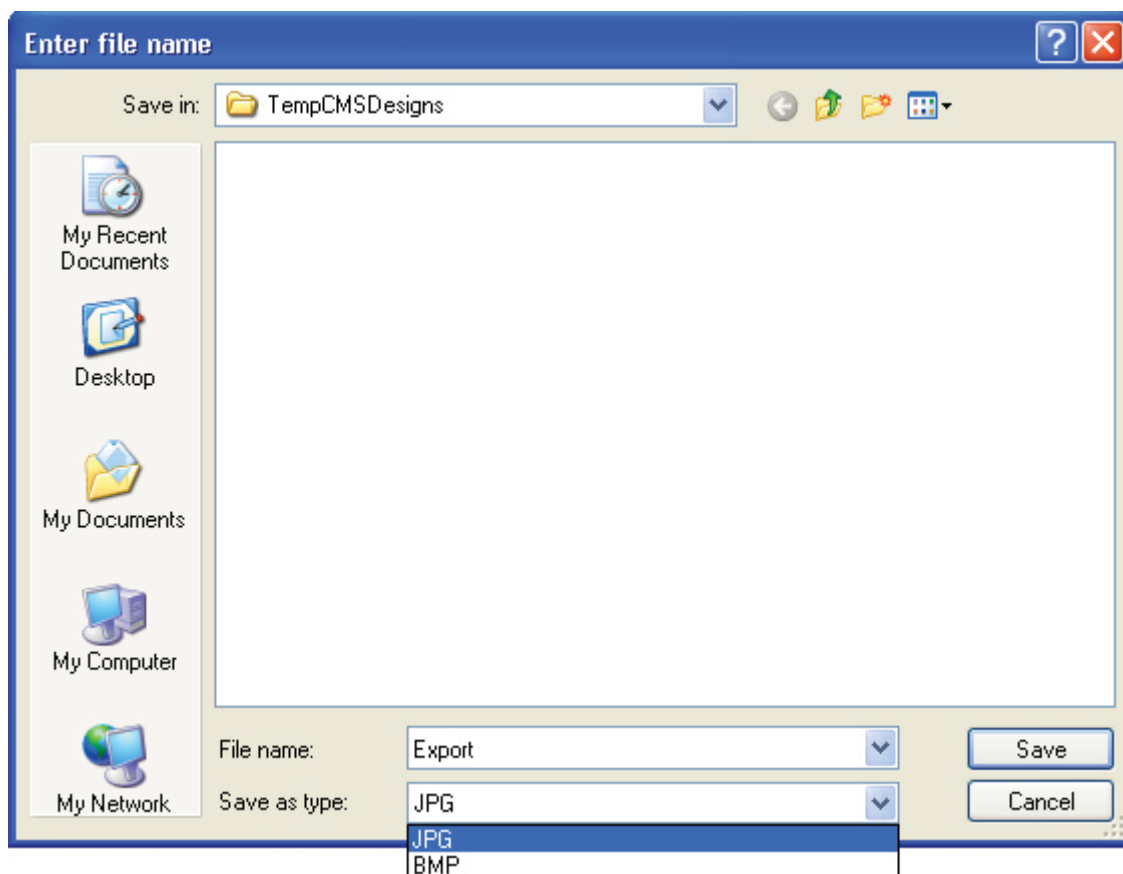 Enter file name
Save in:
TempCMSDesigns
My Recent
Documents
Desktop
My Documents
My Computer
My Network
File name:
Export
Save
Save as type:
JPG
Cancel
JPG
BMP